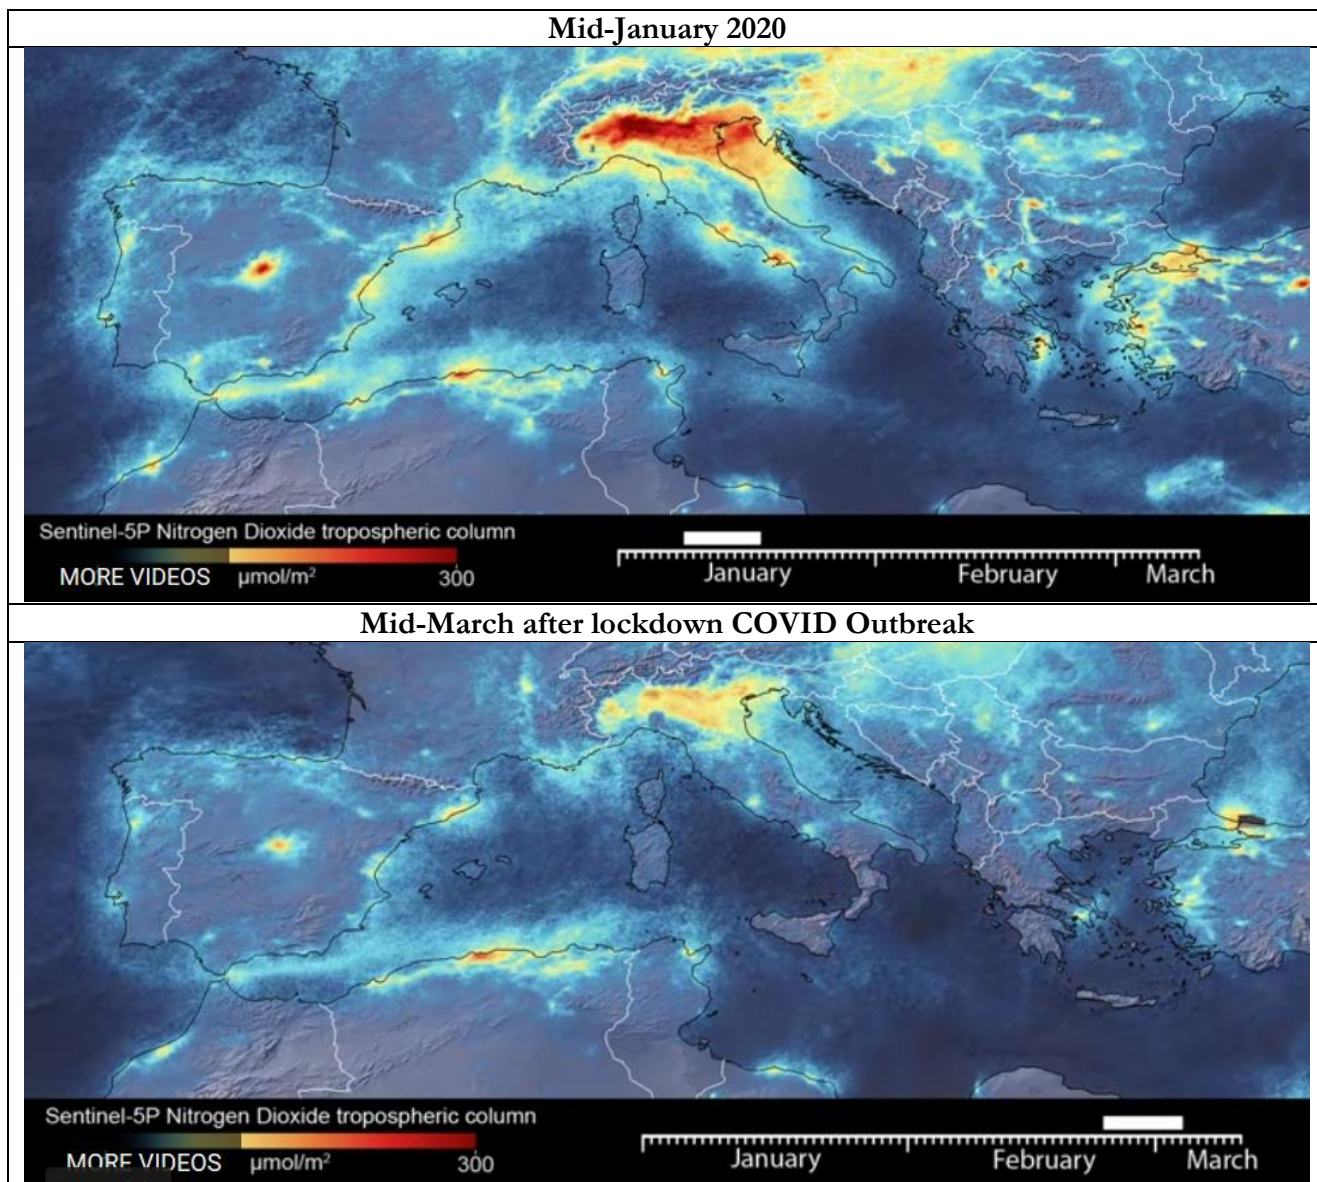 Mid-January 2020
Sentinel-5P Nitrogen Dioxide tropospheric column
MORE VIDEOS µmol/m² 300
January February March
Mid-March after lockdown COVID Outbreak
Sentinel-5P Nitrogen Dioxide tropospheric column
MORE VIDEOS µmol/m² 300
January February March